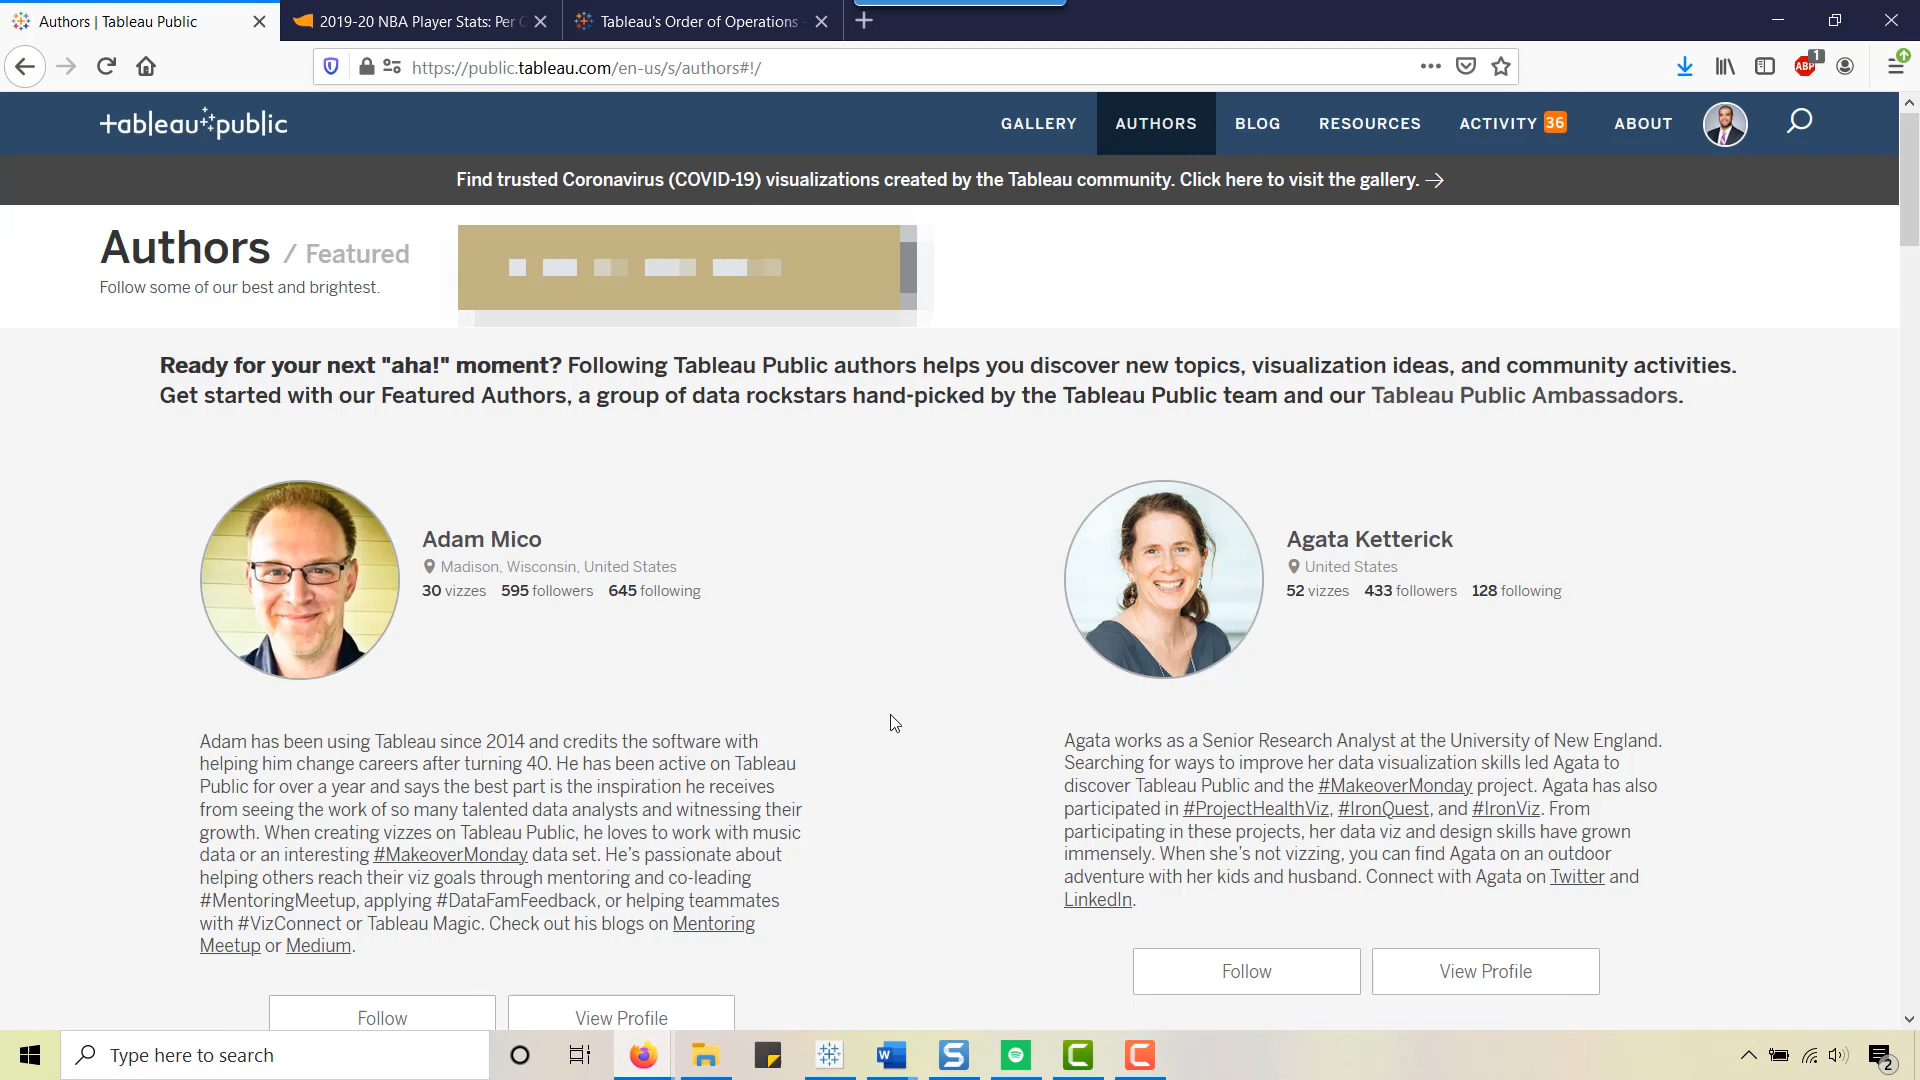 Authors | Tableau Public
2019-20 NBA Player Stats: Per G
Tableau's Order of Operations -
https://public.tableau.com/en-us/s/authors#!/
ABP
1
+ableau public
GALLERY
AUTHORS
BLOG
RESOURCES
ACTIVITY 36
ABOUT
Find trusted Coronavirus (COVID-19) visualizations created by the Tableau community. Click here to visit the gallery. →
Authors / Featured
Follow some of our best and brightest.
Ready for your next "aha!" moment? Following Tableau Public authors helps you discover new topics, visualization ideas, and community activities.
Get started with our Featured Authors, a group of data rockstars hand-picked by the Tableau Public team and our Tableau Public Ambassadors.
Adam Mico
Madison, Wisconsin, United States
30 vizzes 595 followers 645 following
Adam has been using Tableau since 2014 and credits the software with
helping him change careers after turning 40. He has been active on Tableau
Public for over a year and says the best part is the inspiration he receives
from seeing the work of so many talented data analysts and witnessing their
growth. When creating vizzes on Tableau Public, he loves to work with music
data or an interesting #MakeoverMonday data set. He's passionate about
helping others reach their viz goals through mentoring and co-leading
#MentoringMeetup, applying #DataFamFeedback, or helping teammates
with #VizConnect or Tableau Magic. Check out his blogs on Mentoring
Meetup or Medium.
Follow
View Profile
Agata Ketterick
United States
52 vizzes 433 followers 128 following
Agata works as a Senior Research Analyst at the University of New England.
Searching for ways to improve her data visualization skills led Agata to
discover Tableau Public and the #MakeoverMonday project. Agata has also
participated in #ProjectHealthViz, #IronQuest, and #IronViz. From
participating in these projects, her data viz and design skills have grown
immensely. When she's not vizzing, you can find Agata on an outdoor
adventure with her kids and husband. Connect with Agata on Twitter and
LinkedIn.
Follow
View Profile
Type here to search
W
S
C
C
2